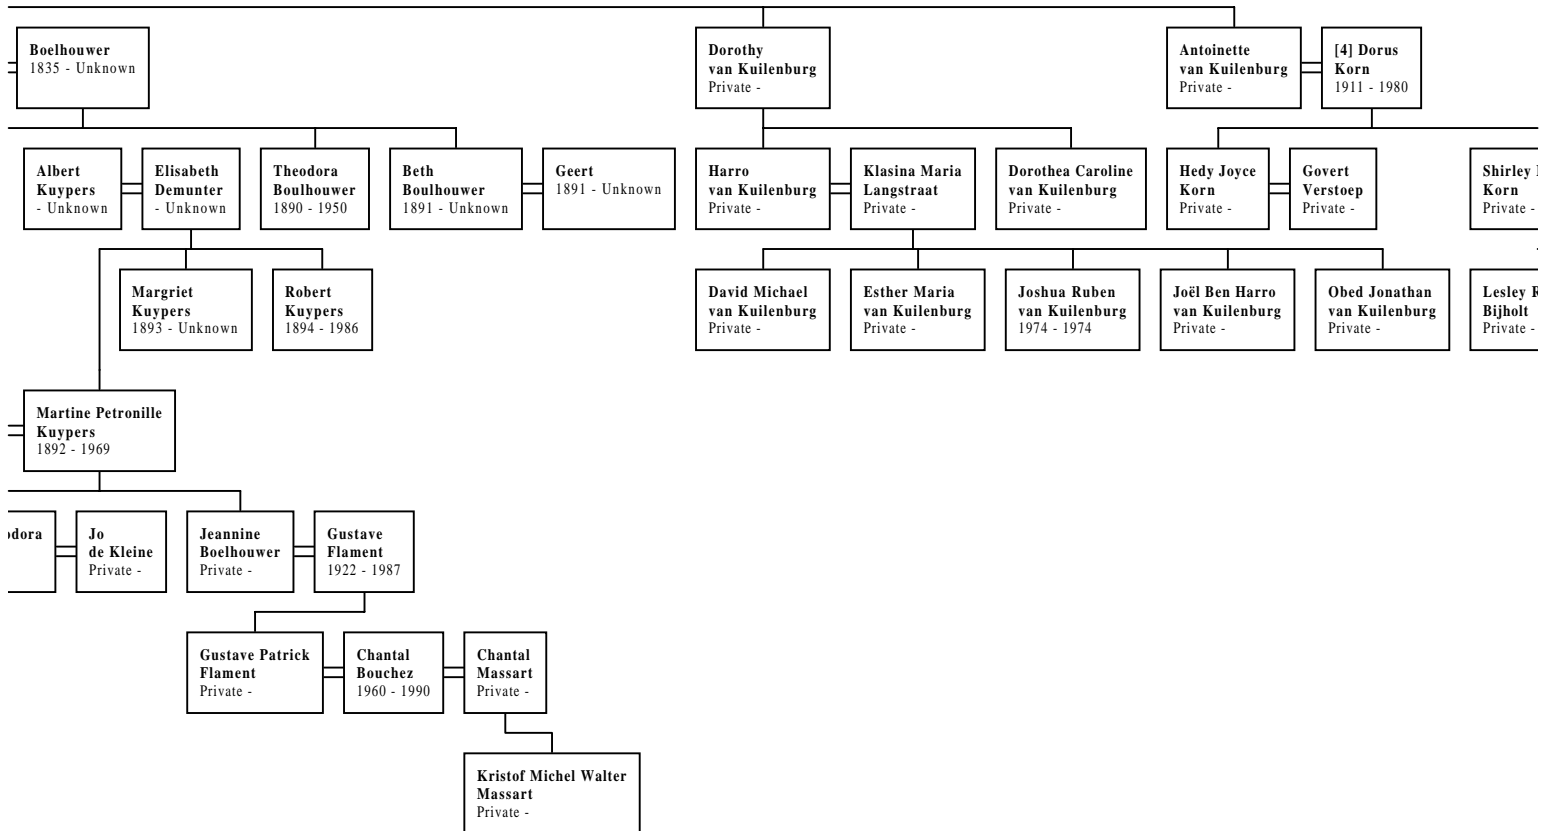 Boelhouwer
1835 - Unknown
Dorothy
van Kuilenburg
Private -
Antoinette
van Kuilenburg
Private -
[4] Dorus
Korn
1911 - 1980
Albert
Kuypers
- Unknown
Elisabeth
Demunter
- Unknown
Theodora
Boulhouwer
1890 - 1950
Beth
Boulhouwer
1891 - Unknown
Geert
1891 - Unknown
Harro
van Kuilenburg
Private -
Klasina Maria
Langstraat
Private -
Dorothea Caroline
van Kuilenburg
Private -
Hedy Joyce
Korn
Private -
Govert
Verstoep
Private -
Shirley
Korn
Private -
Margriet
Kuypers
1893 - Unknown
Robert
Kuypers
1894 - 1986
David Michael
van Kuilenburg
Private -
Esther Maria
van Kuilenburg
Private -
Joshua Ruben
van Kuilenburg
1974 - 1974
Joël Ben Harro
van Kuilenburg
Private -
Obed Jonathan
van Kuilenburg
Private -
Lesley R
Bijholt
Private -
Martine Petronille
Kuypers
1892 - 1969
odora
Jo
de Kleine
Private -
Jeannine
Boelhouwer
Private -
Gustave
Flament
1922 - 1987
Gustave Patrick
Flament
Private -
Chantal
Bouchez
1960 - 1990
Chantal
Massart
Private -
Kristof Michel Walter
Massart
Private -